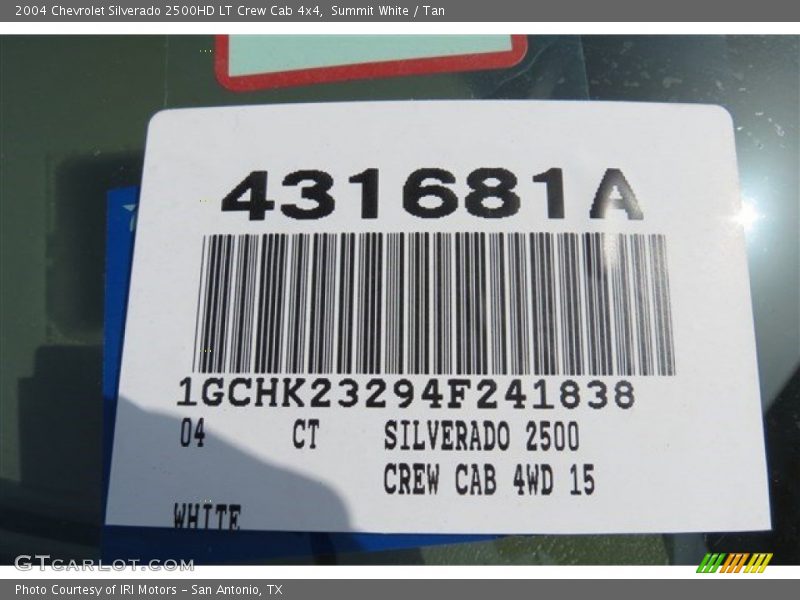 2004 Chevrolet Silverado 2500HD LT Crew Cab 4x4,  Summit White / Tan
431681A
1GCHK23294F241838
04 CT SILVERADO 2500
CREW CAB 4WD 15
WHITE
GTCARLOT.COM
Photo Courtesy of IRI Motors – San Antonio, TX